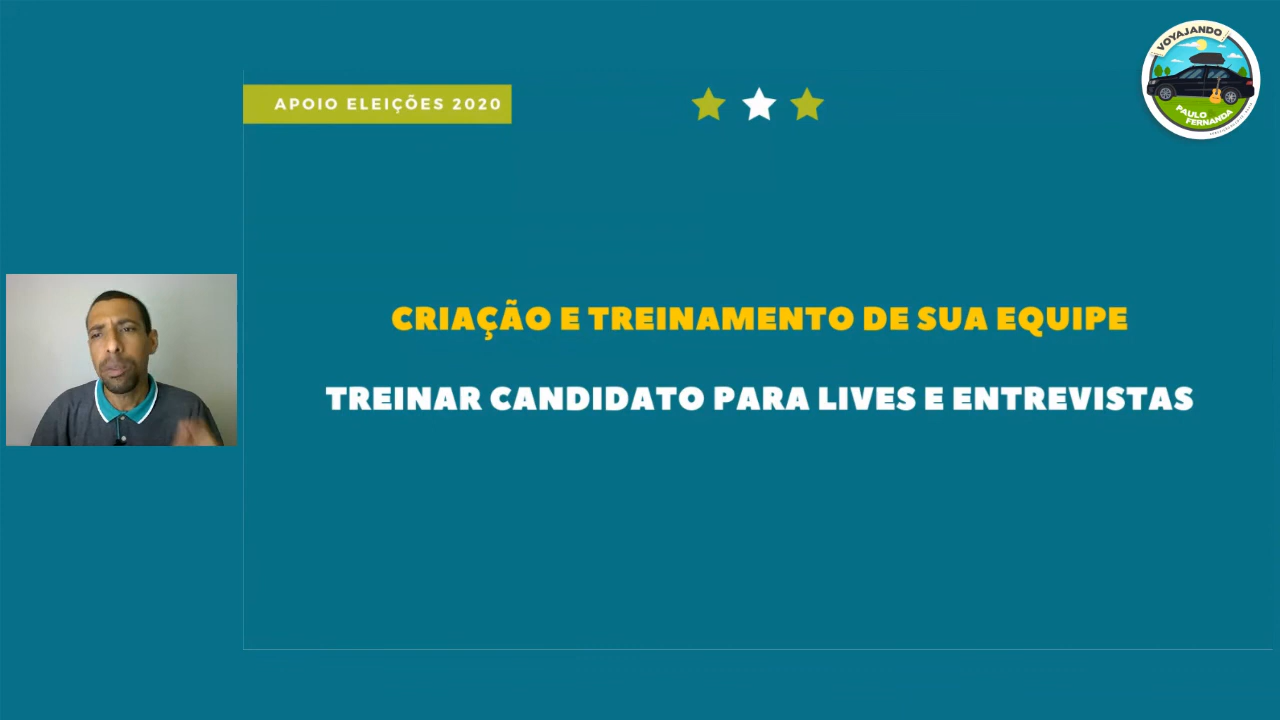 APOIO ELEIÇÕES 2020
VOYAJANDO
PAULO
FERNANDA
CRIAÇÃO E TREINAMENTO DE SUA EQUIPE
TREINAR CANDIDATO PARA LIVES E ENTREVISTAS